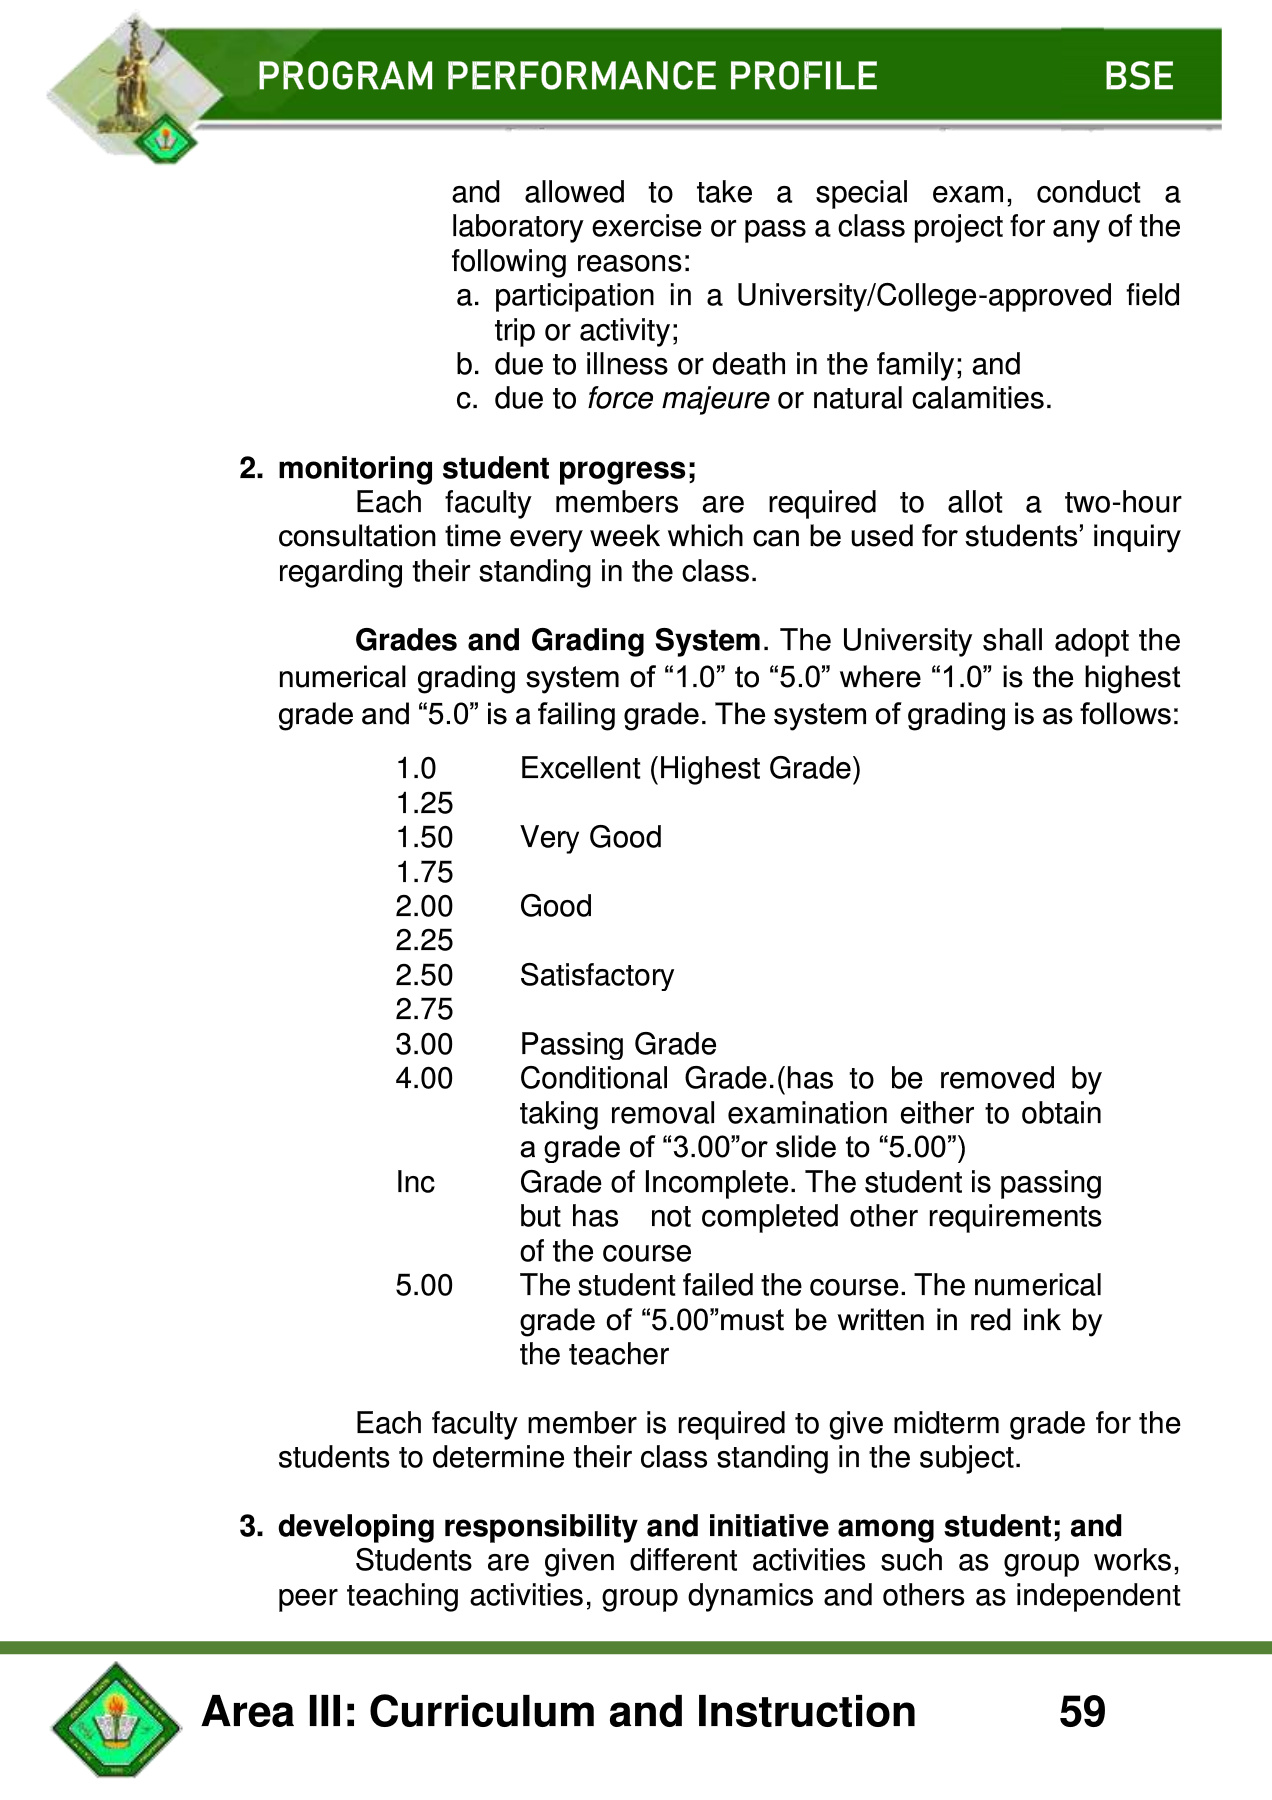 PROGRAM PERFORMANCE PROFILE BSE
and allowed to take a special exam, conduct a
laboratory exercise or pass a class project for any of the
following reasons:
a. participation in a University/College-approved field
trip or activity;
b. due to illness or death in the family; and
c. due to force majeure or natural calamities.
2. monitoring student progress;
Each faculty members are required to allot a two-hour
consultation time every week which can be used for students’ inquiry
regarding their standing in the class.
Grades and Grading System. The University shall adopt the
numerical grading system of “1.0” to “5.0” where “1.0” is the highest
grade and “5.0” is a failing grade. The system of grading is as follows:
1.0 Excellent (Highest Grade)
1.25
1.50 Very Good
1.75
2.00 Good
2.25
2.50 Satisfactory
2.75
3.00 Passing Grade
4.00 Conditional Grade.(has to be removed by
taking removal examination either to obtain
a grade of “3.00”or slide to “5.00”)
Inc Grade of Incomplete. The student is passing
but has not completed other requirements
of the course
5.00 The student failed the course. The numerical
grade of “5.00”must be written in red ink by
the teacher
Each faculty member is required to give midterm grade for the
students to determine their class standing in the subject.
3. developing responsibility and initiative among student; and
Students are given different activities such as group works,
peer teaching activities, group dynamics and others as independent
Area III: Curriculum and Instruction 59